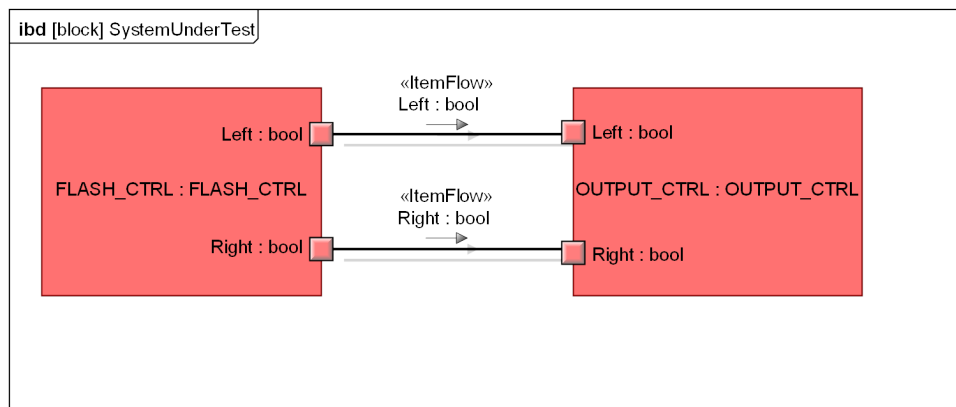 ibd [block] SystemUnderTest
«ItemFlow»
Left : bool
Left : bool
Left : bool
FLASH_CTRL : FLASH_CTRL
«ItemFlow»
Right : bool
OUTPUT_CTRL : OUTPUT_CTRL
Right : bool
Right : bool